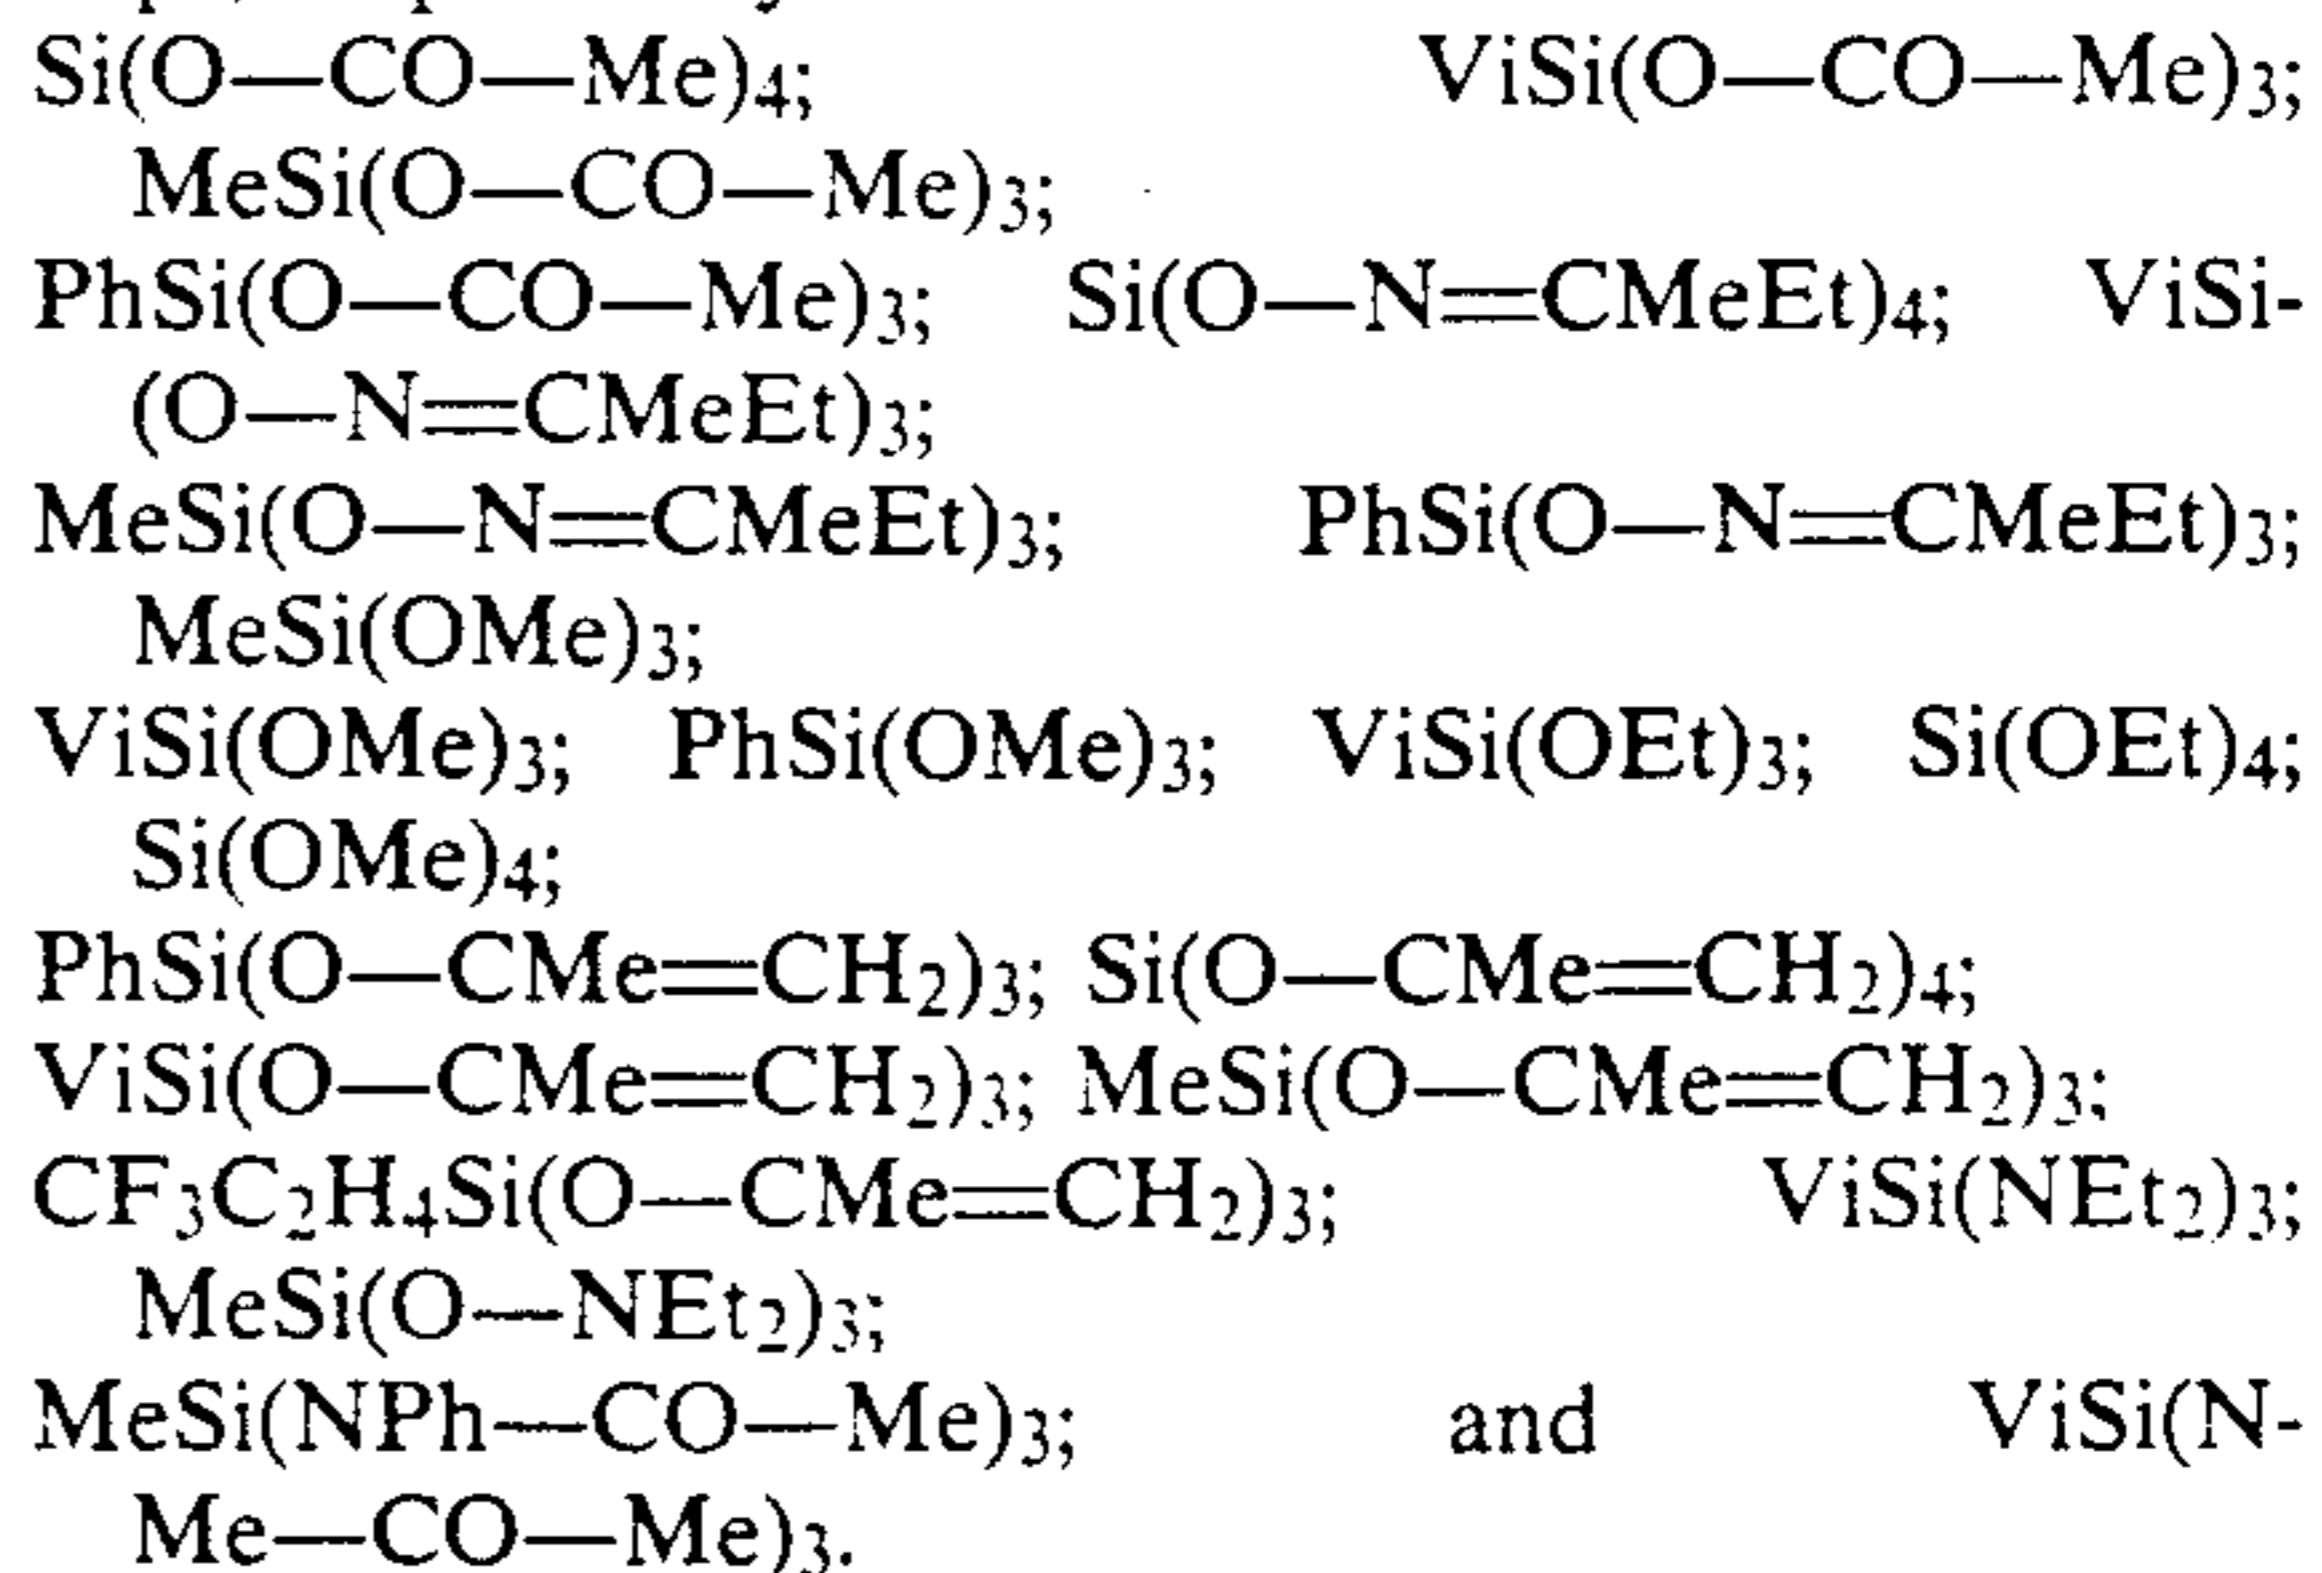 Si(O—CO—Me)₄; ViSi(O—CO—Me)₃;
MeSi(O—CO—Me)₃;
PhSi(O—CO—Me)₃; Si(O—N=CMeEt)₄; ViSi-
(O—N=CMeEt)₃;
MeSi(O—N=CMeEt)₃; PhSi(O—N=CMeEt)₃;
MeSi(OMe)₃;
ViSi(OMe)₃; PhSi(OMe)₃; ViSi(OEt)₃; Si(OEt)₄;
Si(OMe)₄;
PhSi(O—CMe=CH₂)₃; Si(O—CMe=CH₂)₄;
ViSi(O—CMe=CH₂)₃; MeSi(O—CMe=CH₂)₃;
CF₃C₂H₄Si(O—CMe=CH₂)₃; ViSi(NEt₂)₃;
MeSi(O—NEt₂)₃;
MeSi(NPh—CO—Me)₃; and ViSi(N-
Me—CO—Me)₃.